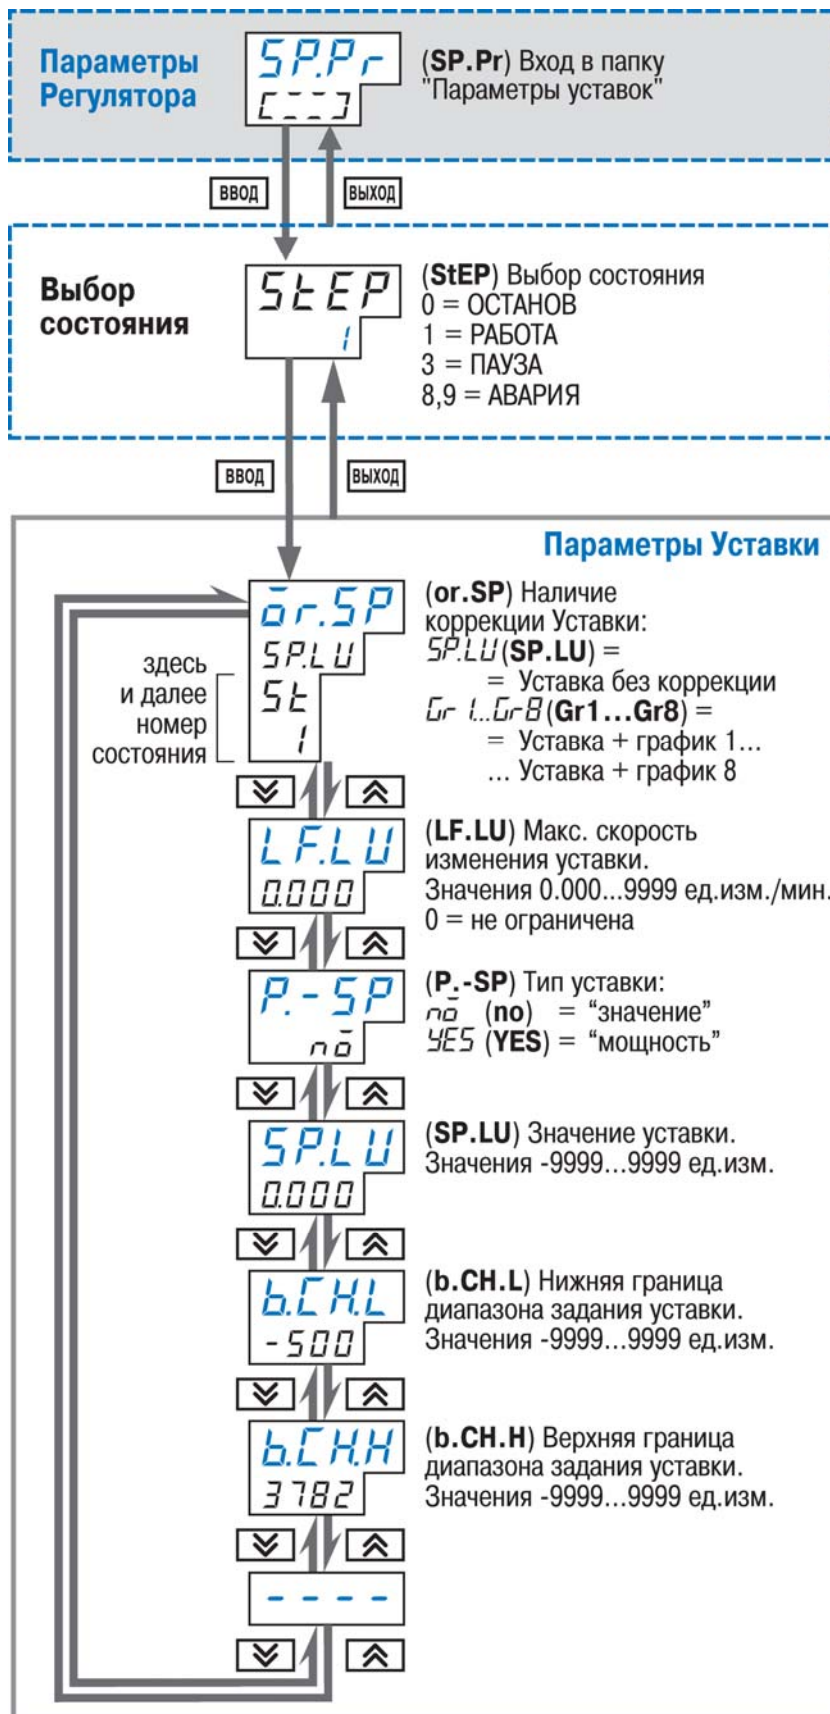 Параметры
Регулятора
SP.Pr
[---]
(SP.Pr) Вход в папку
"Параметры уставок"
ВВОД
ВЫХОД
Выбор
состояния
StEP
1
(StEP) Выбор состояния
0 = ОСТАНОВ
1 = РАБОТА
3 = ПАУЗА
8,9 = АВАРИЯ
ВВОД
ВЫХОД
Параметры Уставки
or.SP
SP.LU
St
1
здесь
и далее
номер
состояния
(or.SP) Наличие
коррекции Уставки:
SP.LU (SP.LU) =
= Уставка без коррекции
Gr 1...Gr8 (Gr1...Gr8) =
= Уставка + график 1...
... Уставка + график 8
LF.LU
0.000
(LF.LU) Макс. скорость
изменения уставки.
Значения 0.000...9999 ед.изм./мин.
0 = не ограничена
P.-SP
no
(P.-SP) Тип уставки:
no (no) = “значение”
YES (YES) = “мощность”
SP.LU
0.000
(SP.LU) Значение уставки.
Значения -9999...9999 ед.изм.
b.CH.L
-500
(b.CH.L) Нижняя граница
диапазона задания уставки.
Значения -9999...9999 ед.изм.
b.CH.H
3782
(b.CH.H) Верхняя граница
диапазона задания уставки.
Значения -9999...9999 ед.изм.
- - - -